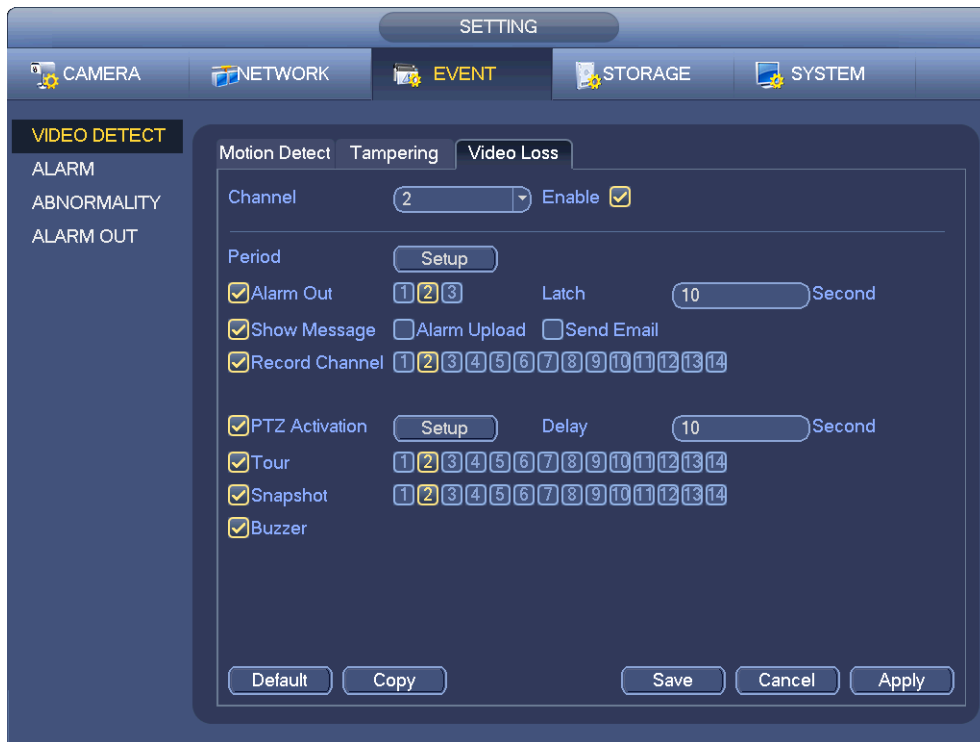 SETTING
CAMERA NETWORK EVENT STORAGE SYSTEM
VIDEO DETECT
ALARM
ABNORMALITY
ALARM OUT
Motion Detect Tampering Video Loss
Channel 2 Enable
Period Setup
Alarm Out 1 2 3 Latch 10 Second
Show Message Alarm Upload Send Email
Record Channel 1 2 3 4 5 6 7 8 9 10 11 12 13 14
PTZ Activation Setup Delay 10 Second
Tour 1 2 3 4 5 6 7 8 9 10 11 12 13 14
Snapshot 1 2 3 4 5 6 7 8 9 10 11 12 13 14
Buzzer
Default Copy Save Cancel Apply